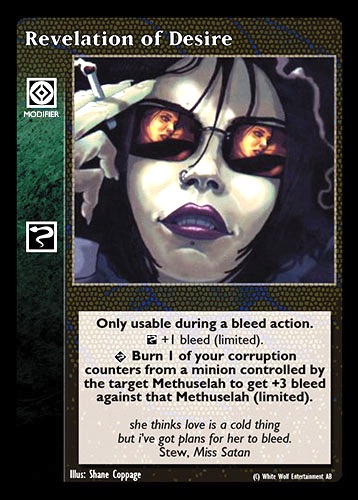 Revelation of Desire
MODIFIER
Only usable during a bleed action.
+1 bleed (limited).
Burn 1 of your corruption
counters from a minion controlled by
the target Methuselah to get +3 bleed
against that Methuselah (limited).
she thinks love is a cold thing
but i've got plans for her to bleed.
Stew, Miss Satan
Illus: Shane Coppage
(C) White Wolf Entertainment AB